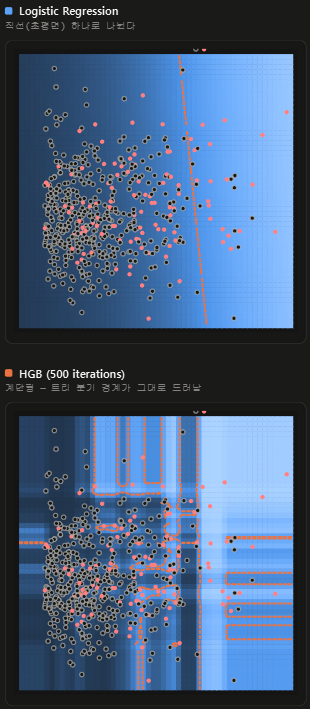 Logistic Regression
직선(초평면) 하나로 나뉜다
HGB (500 iterations)
계단형 — 트리 분기 경계가 그대로 드러남